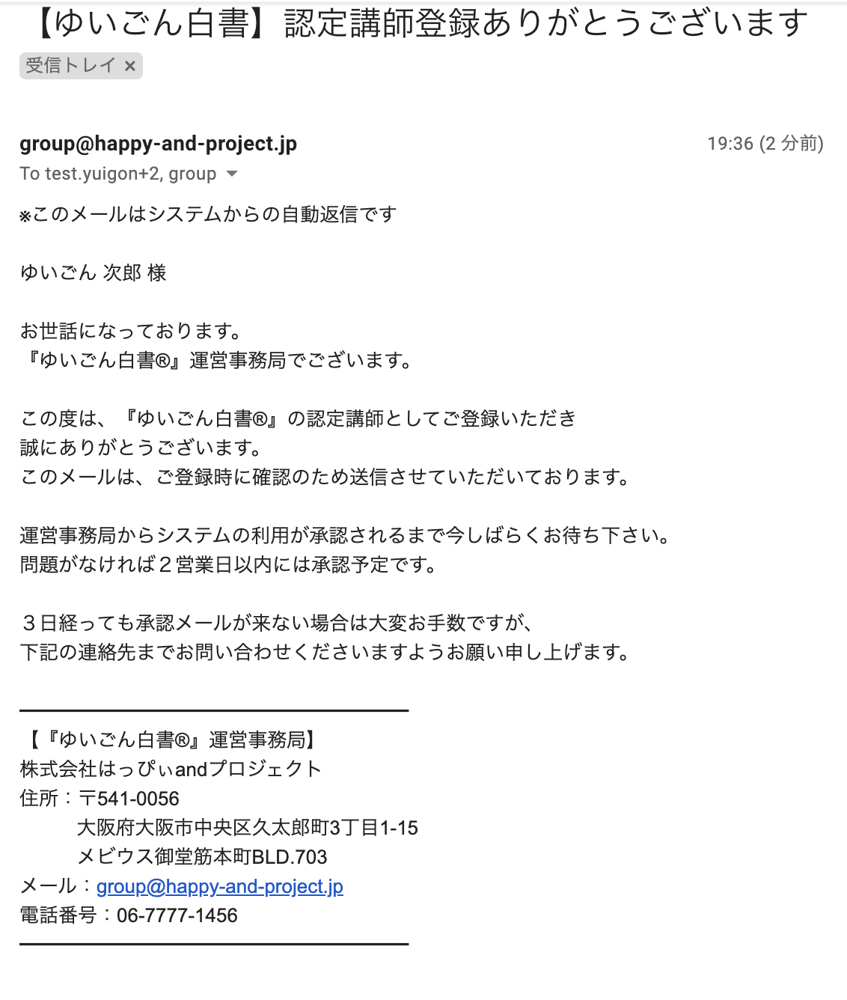 【ゆいごん白書】認定講師登録ありがとうございます
受信トレイ ×
group@happy-and-project.jp 19:36 (2 分前)
To test.yuigon+2, group
※このメールはシステムからの自動返信です
ゆいごん 次郎 様
お世話になっております。
『ゆいごん白書®』運営事務局でございます。
この度は、『ゆいごん白書®』の認定講師としてご登録いただき
誠にありがとうございます。
このメールは、ご登録時に確認のため送信させていただいております。
運営事務局からシステムの利用が承認されるまで今しばらくお待ち下さい。
問題がなければ２営業日以内には承認予定です。
３日経っても承認メールが来ない場合は大変お手数ですが、
下記の連絡先までお問い合わせくださいますようお願い申し上げます。
【『ゆいごん白書®』運営事務局】
株式会社はっぴぃandプロジェクト
住所：〒541-0056
大阪府大阪市中央区久太郎町3丁目1-15
メビウス御堂筋本町BLD.703
メール：group@happy-and-project.jp
電話番号：06-7777-1456